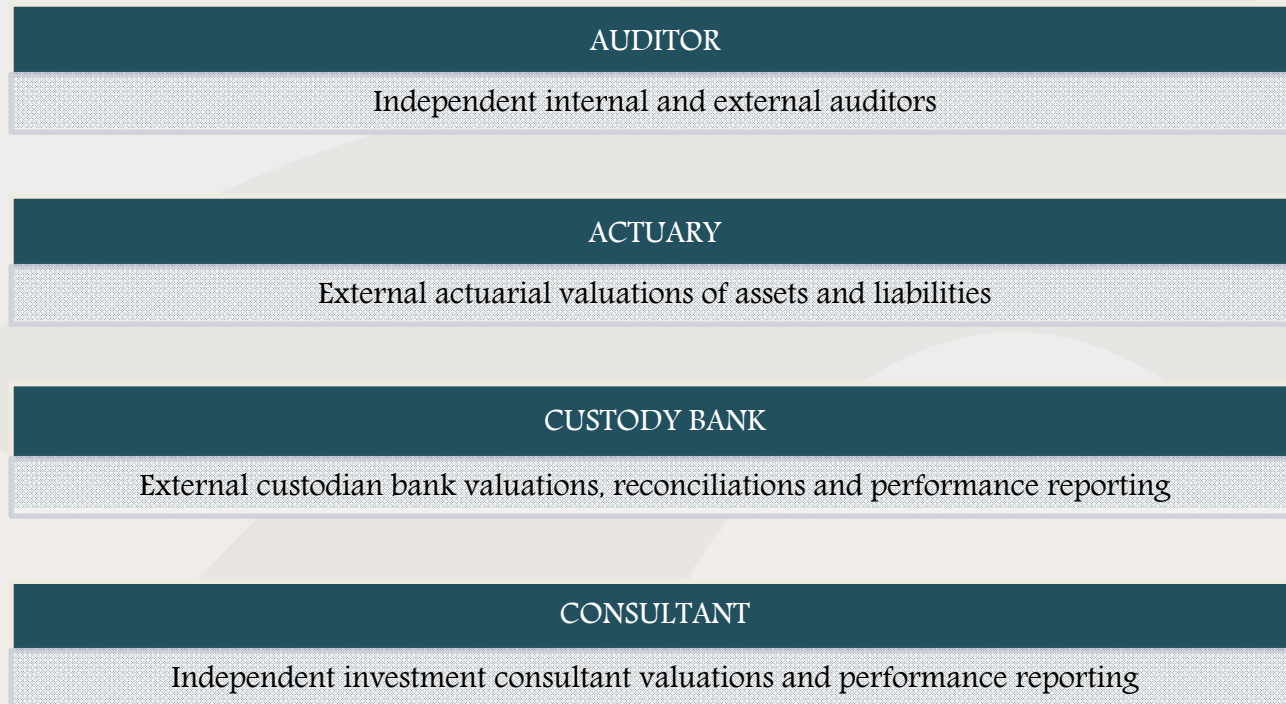 AUDITOR
Independent internal and external auditors
ACTUARY
External actuarial valuations of assets and liabilities
CUSTODY BANK
External custodian bank valuations, reconciliations and performance reporting
CONSULTANT
Independent investment consultant valuations and performance reporting